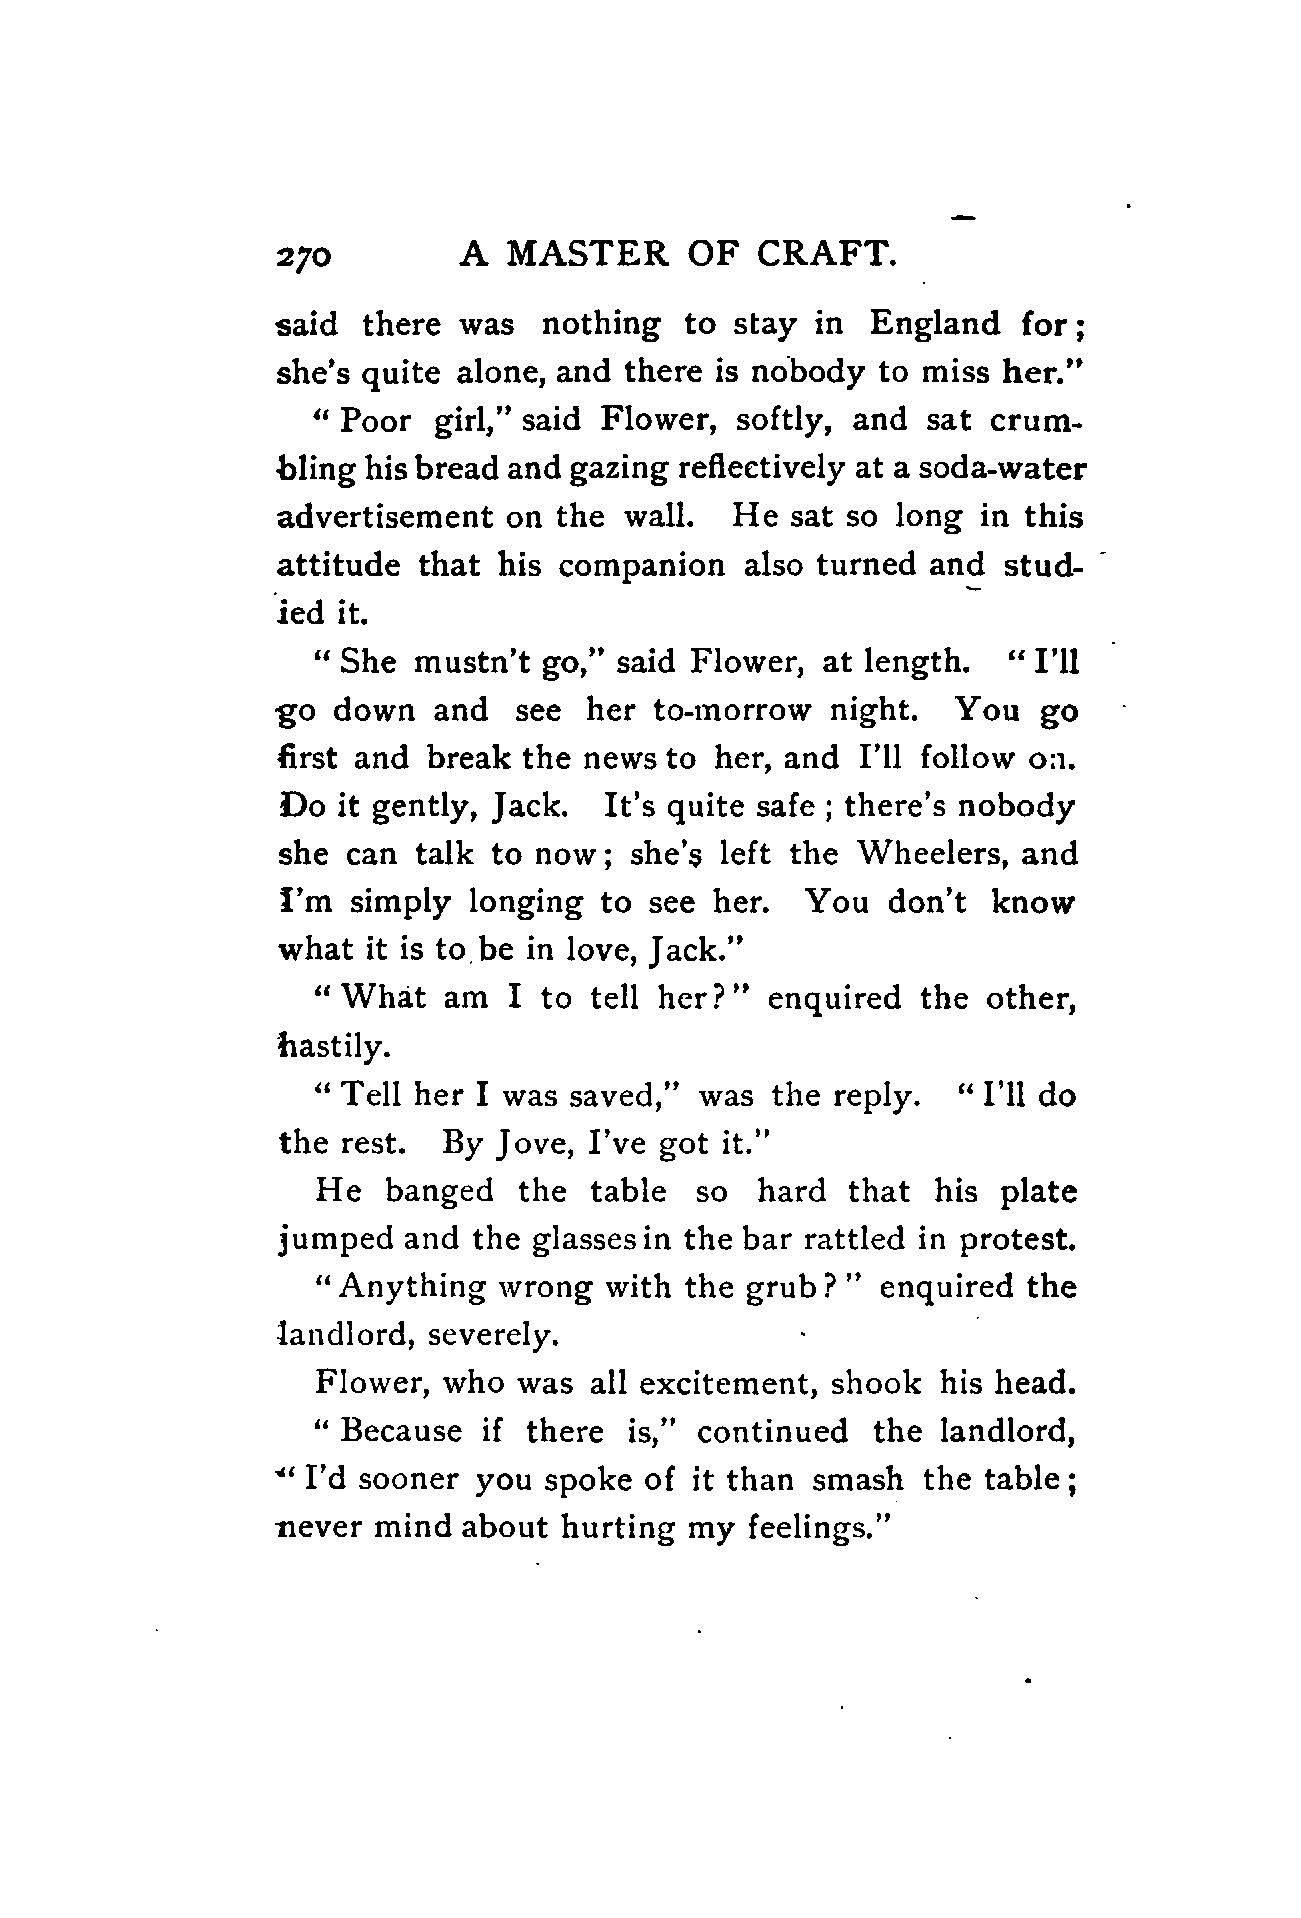 270 A MASTER OF CRAFT.
said there was nothing to stay in England for;
she's quite alone, and there is nobody to miss her."
"Poor girl," said Flower, softly, and sat crum-
bling his bread and gazing reflectively at a soda-water
advertisement on the wall. He sat so long in this
attitude that his companion also turned and stud-
ied it.
"She mustn't go," said Flower, at length. "I'll
go down and see her to-morrow night. You go
first and break the news to her, and I'll follow on.
Do it gently, Jack. It's quite safe; there's nobody
she can talk to now; she's left the Wheelers, and
I'm simply longing to see her. You don't know
what it is to be in love, Jack."
"What am I to tell her?" enquired the other,
hastily.
"Tell her I was saved," was the reply. "I'll do
the rest. By Jove, I've got it."
He banged the table so hard that his plate
jumped and the glasses in the bar rattled in protest.
"Anything wrong with the grub?" enquired the
landlord, severely.
Flower, who was all excitement, shook his head.
"Because if there is," continued the landlord,
"I'd sooner you spoke of it than smash the table;
never mind about hurting my feelings."